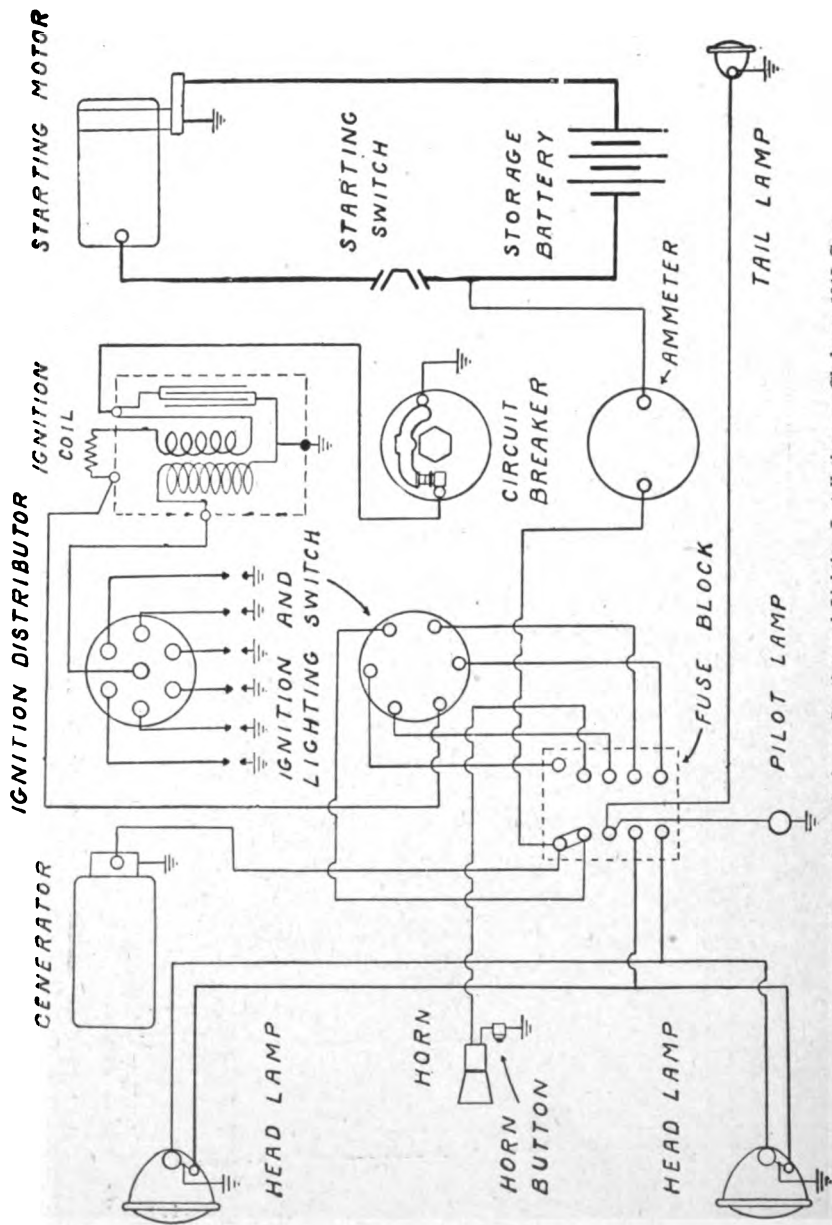 GENERATOR
IGNITION DISTRIBUTOR
IGNITION
COIL
STARTING MOTOR
HEAD LAMP
IGNITION AND
LIGHTING SWITCH
STARTING
SWITCH
HORN
CIRCUIT
BREAKER
STORAGE
BATTERY
HORN
BUTTON
HEAD LAMP
FUSE BLOCK
AMMETER
PILOT LAMP
TAIL LAMP